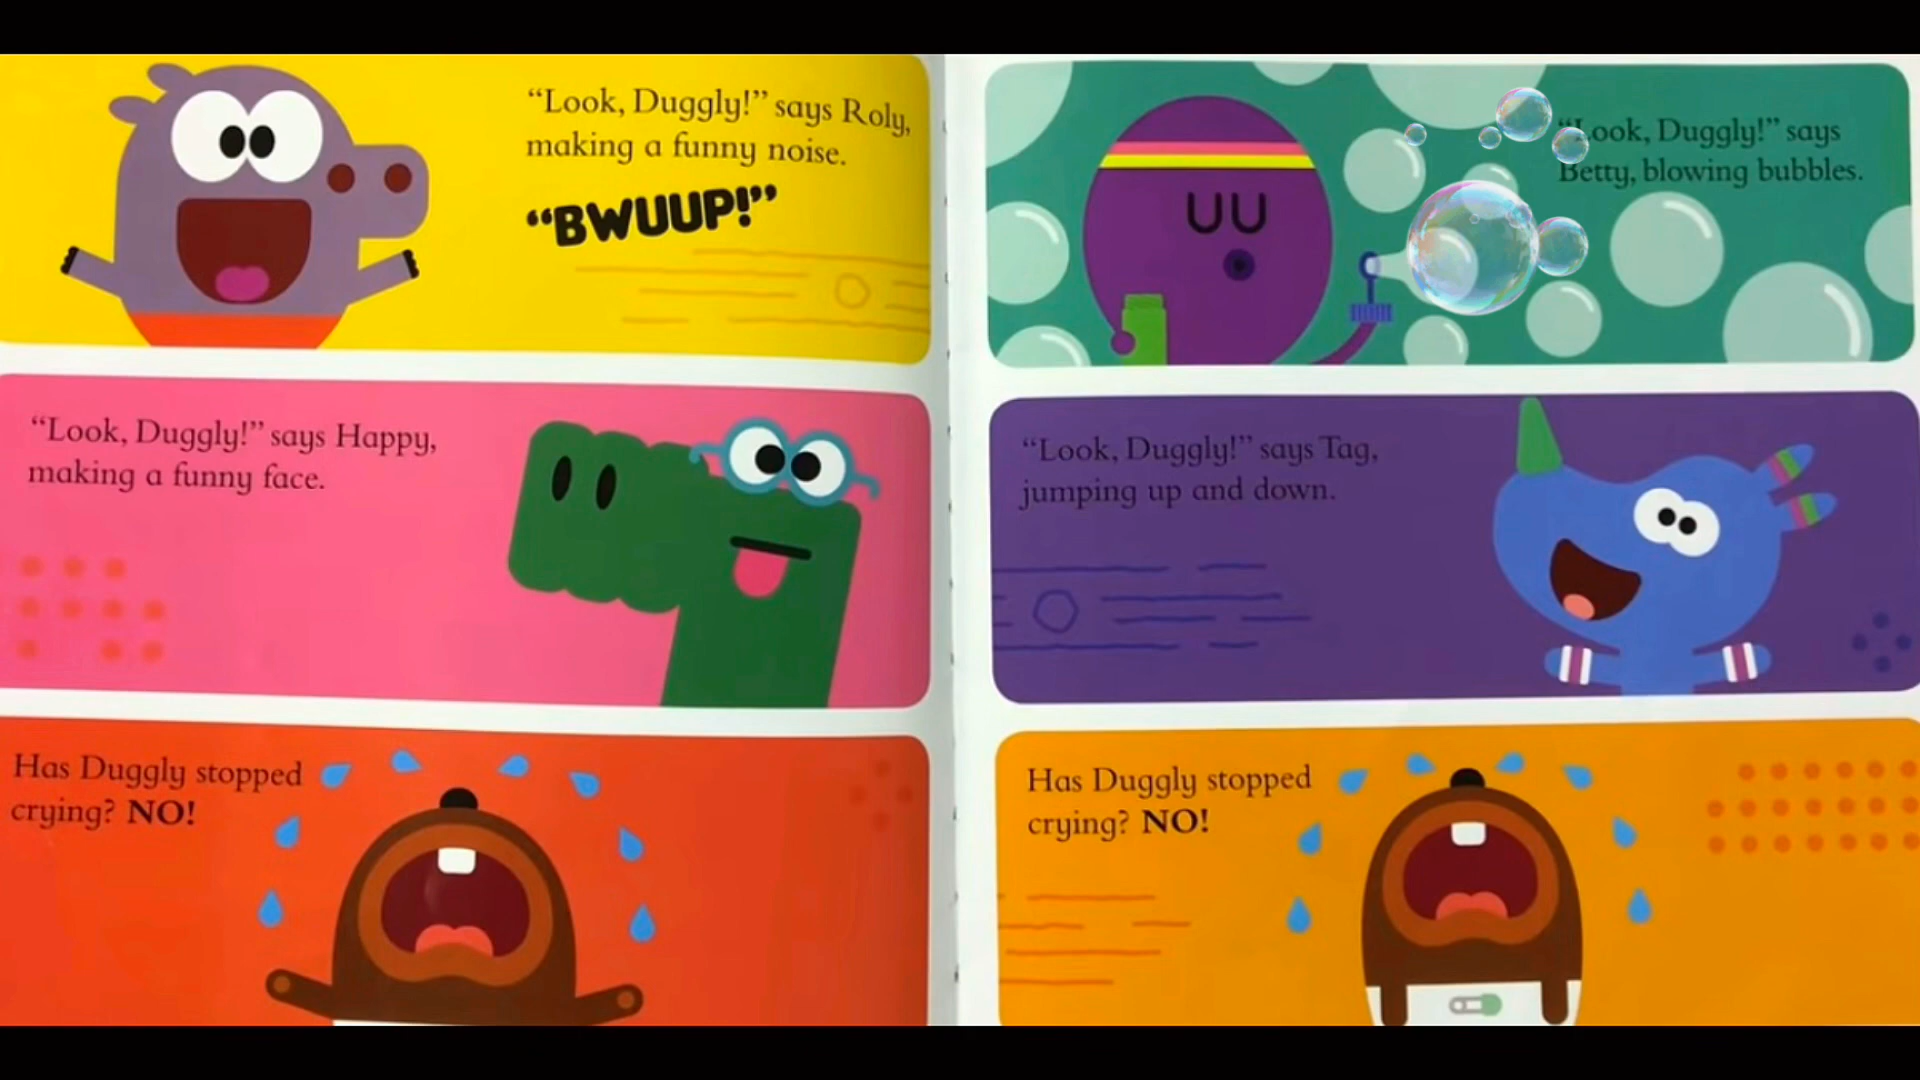 “Look, Duggly!” says Roly,
making a funny noise.
“BWUUP!”
“Look, Duggly!” says Happy,
making a funny face.
Has Duggly stopped
crying? NO!
“Look, Duggly!” says
Betty, blowing bubbles.
“Look, Duggly!” says Tag,
jumping up and down.
Has Duggly stopped
crying? NO!